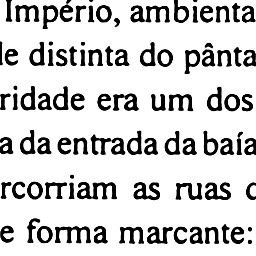 Império, ambienta
le distinta do pânta
ridade era um dos
a da entrada da baía
rcorriam as ruas
e forma marcante: